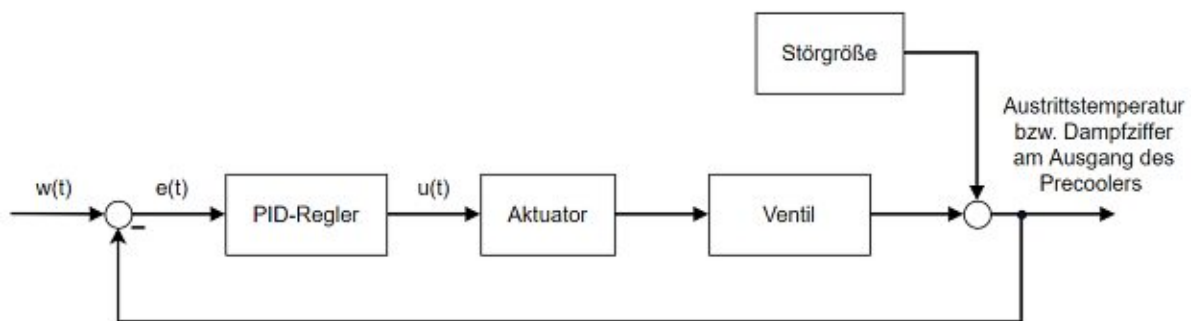 Störgröße
Austrittstemperatur
bzw. Dampfziffer
am Ausgang des
Precoolers
w(t)
e(t)
PID-Regler
u(t)
Aktuator
Ventil